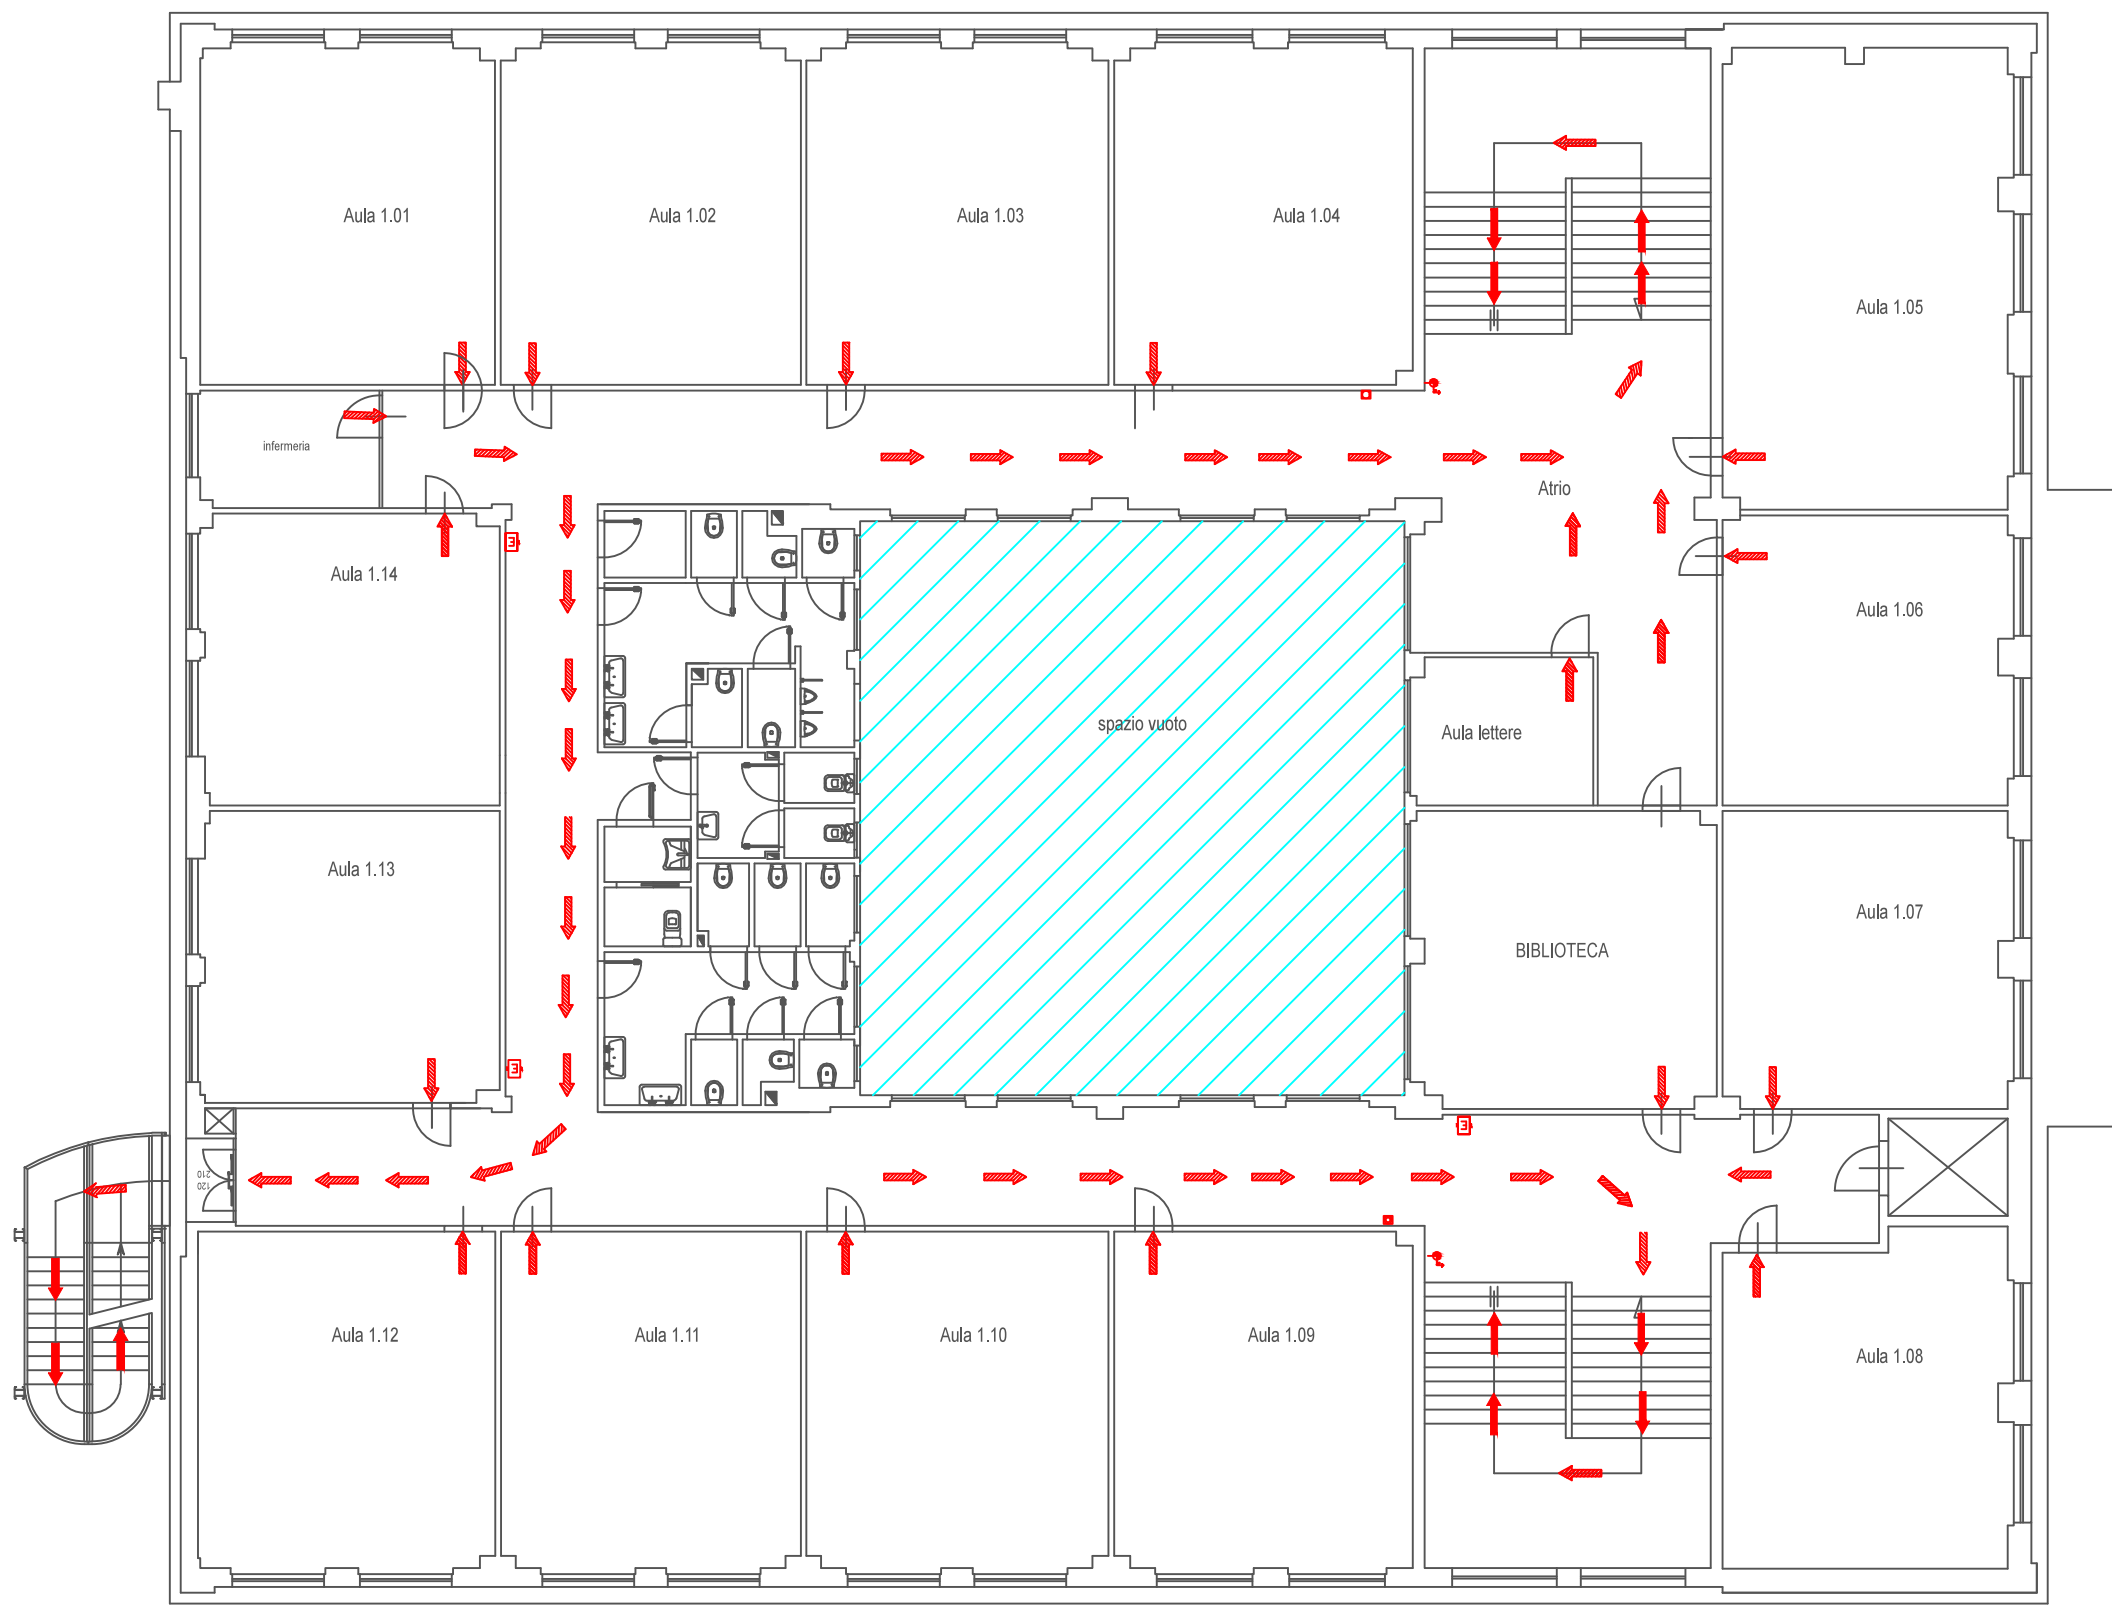 Aula 1.01
Aula 1.02
Aula 1.03
Aula 1.04
Aula 1.05
infermeria
Atrio
Aula 1.14
Aula 1.06
spazio vuoto
Aula lettere
Aula 1.13
Aula 1.07
BIBLIOTECA
120
210
Aula 1.12
Aula 1.11
Aula 1.10
Aula 1.09
Aula 1.08